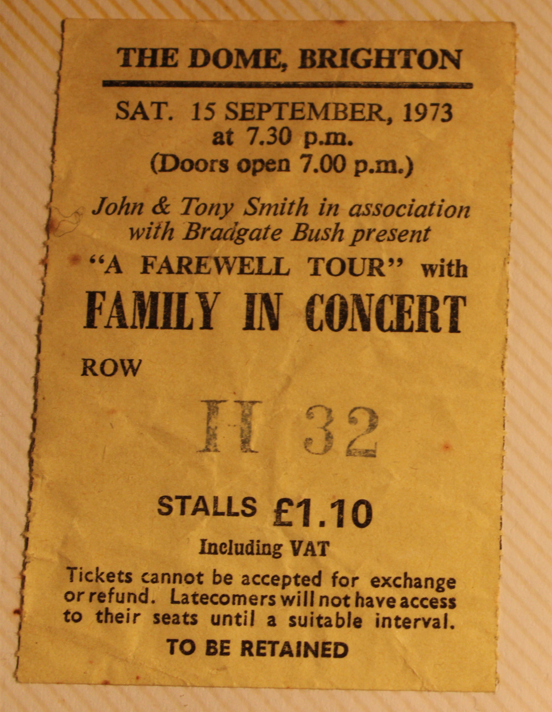 THE DOME, BRIGHTON
SAT. 15 SEPTEMBER, 1973
at 7.30 p.m.
(Doors open 7.00 p.m.)
John & Tony Smith in association
with Bradgate Bush present
“A FAREWELL TOUR” with
FAMILY IN CONCERT
ROW
H 32
STALLS £1.10
Including VAT
Tickets cannot be accepted for exchange
or refund. Latecomers will not have access
to their seats until a suitable interval.
TO BE RETAINED